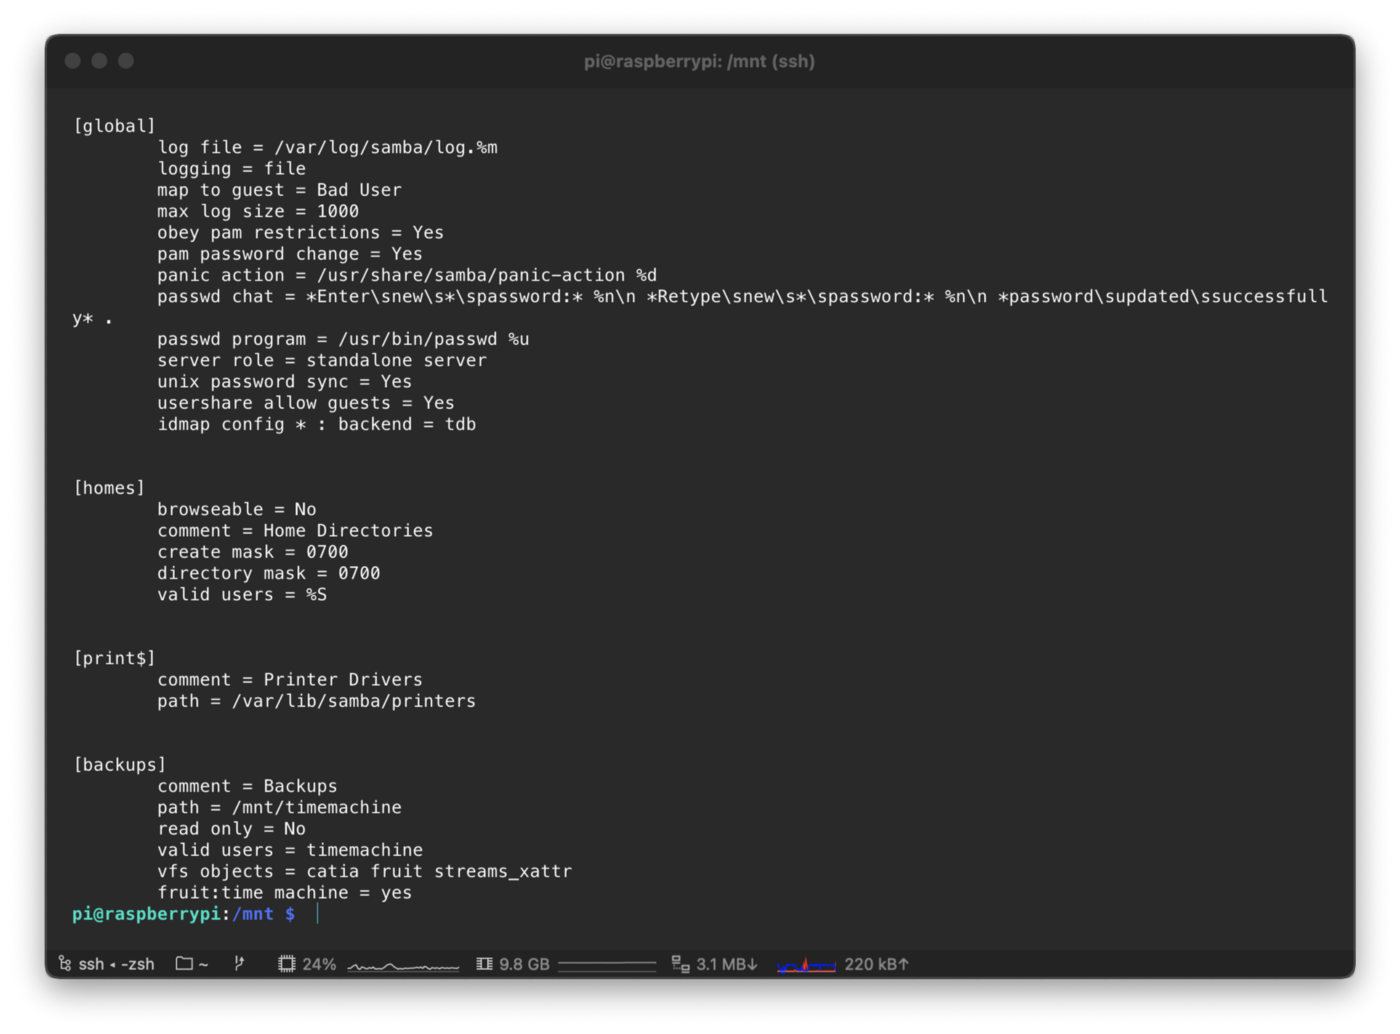 pi@raspberrypi: /mnt (ssh)
[global]
log file = /var/log/samba/log.%m
logging = file
map to guest = Bad User
max log size = 1000
obey pam restrictions = Yes
pam password change = Yes
panic action = /usr/share/samba/panic-action %d
passwd chat = *Enter\snew\s*\spassword:* %n\n *Retype\snew\s*\spassword:* %n\n *password\supdated\ssuccessfull
y* .
passwd program = /usr/bin/passwd %u
server role = standalone server
unix password sync = Yes
usershare allow guests = Yes
idmap config * : backend = tdb
[homes]
browseable = No
comment = Home Directories
create mask = 0700
directory mask = 0700
valid users = %S
[print$]
comment = Printer Drivers
path = /var/lib/samba/printers
[backups]
comment = Backups
path = /mnt/timemachine
read only = No
valid users = timemachine
vfs objects = catia fruit streams_xattr
fruit:time machine = yes
pi@raspberrypi:/mnt $
ssh ◂ -zsh ~ 24% 9.8 GB 3.1 MB↓ 220 kB↑